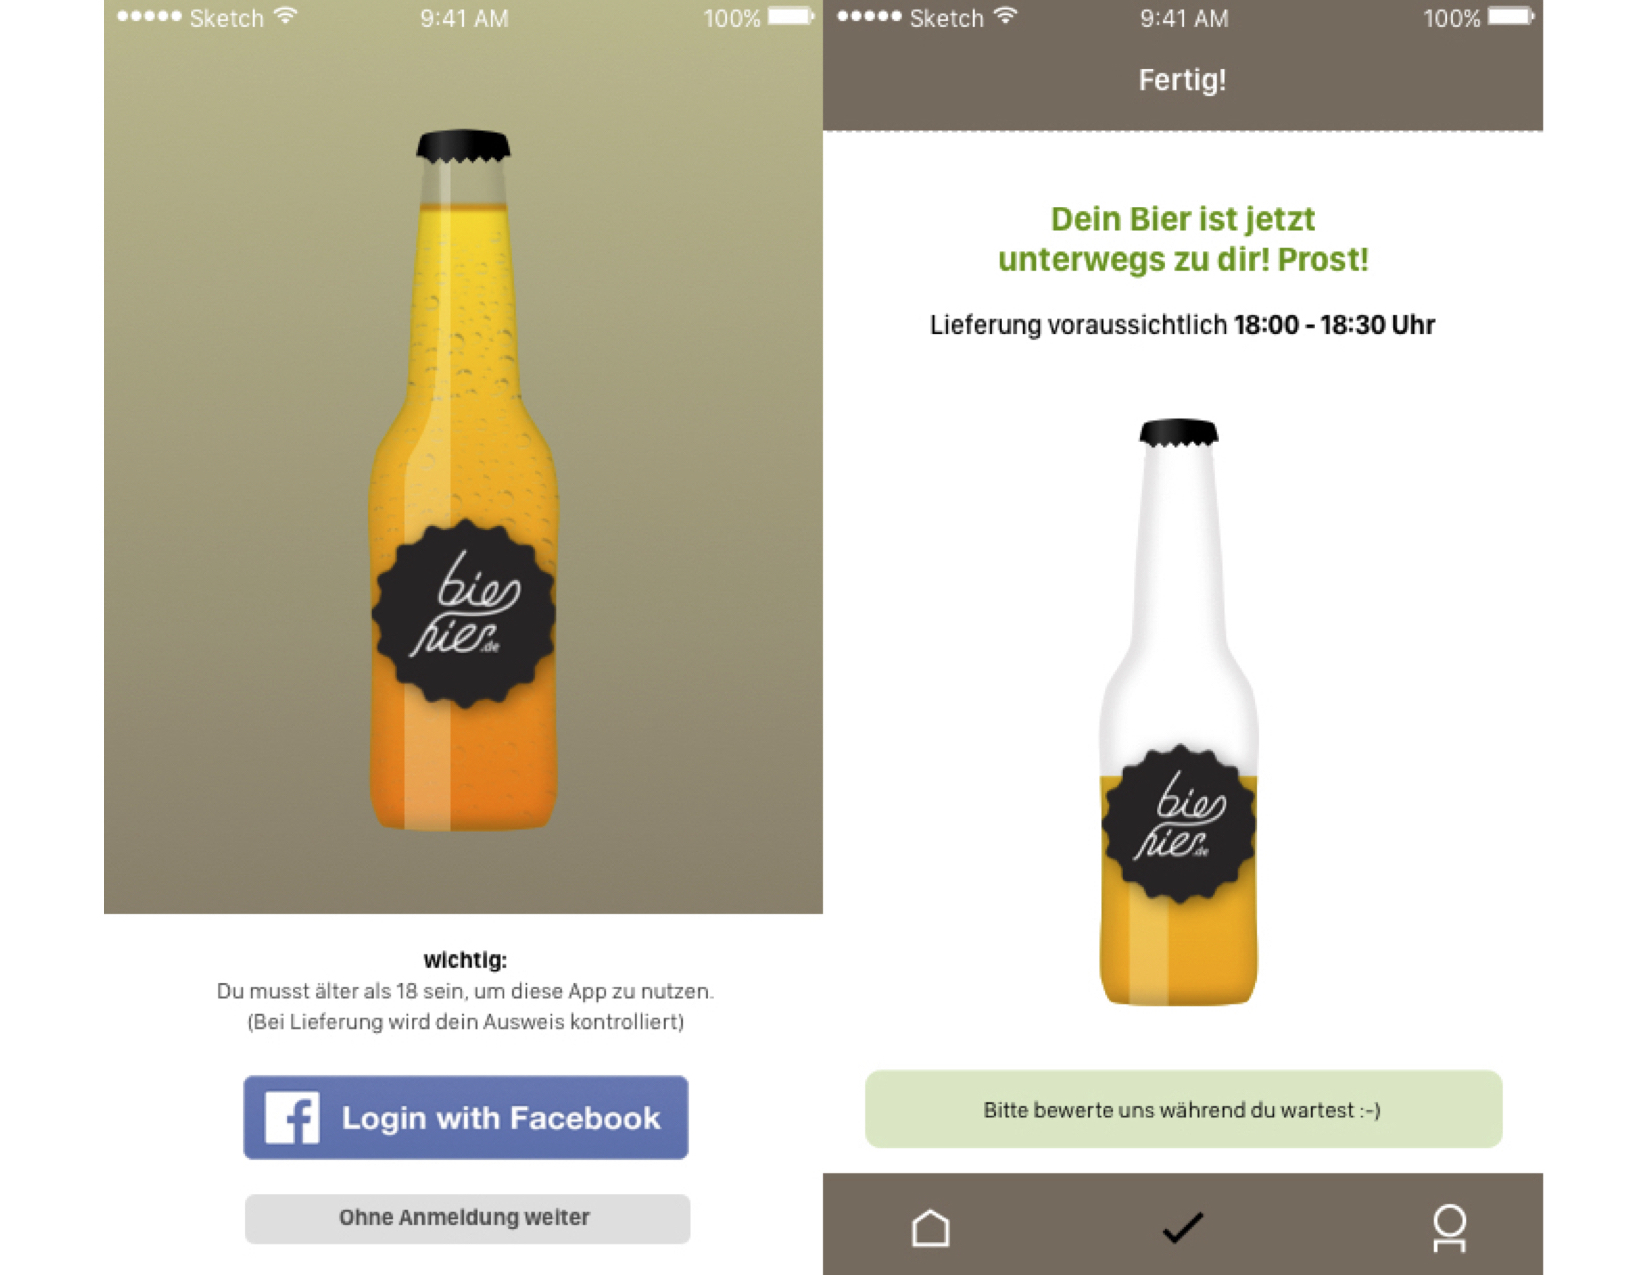 Sketch 9:41 AM 100%
bier
hier.de
wichtig:
Du musst älter als 18 sein, um diese App zu nutzen.
(Bei Lieferung wird dein Ausweis kontrolliert)
Login with Facebook
Ohne Anmeldung weiter
Sketch 9:41 AM 100%
Fertig!
Dein Bier ist jetzt
unterwegs zu dir! Prost!
Lieferung voraussichtlich 18:00 - 18:30 Uhr
bier
hier.de
Bitte bewerte uns während du wartest :-)